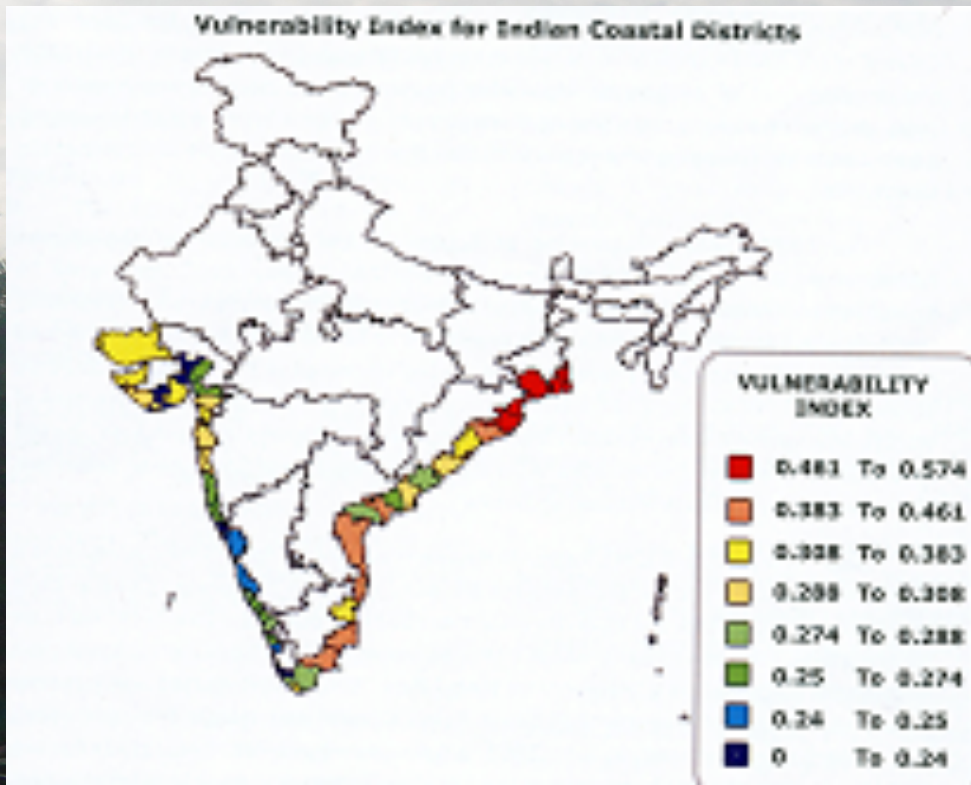 Vulnerability Index for Indian Coastal Districts
VULNERABILITY
INDEX
0.461 To 0.574
0.383 To 0.461
0.308 To 0.383
0.288 To 0.308
0.274 To 0.288
0.25 To 0.274
0.24 To 0.25
0 To 0.24